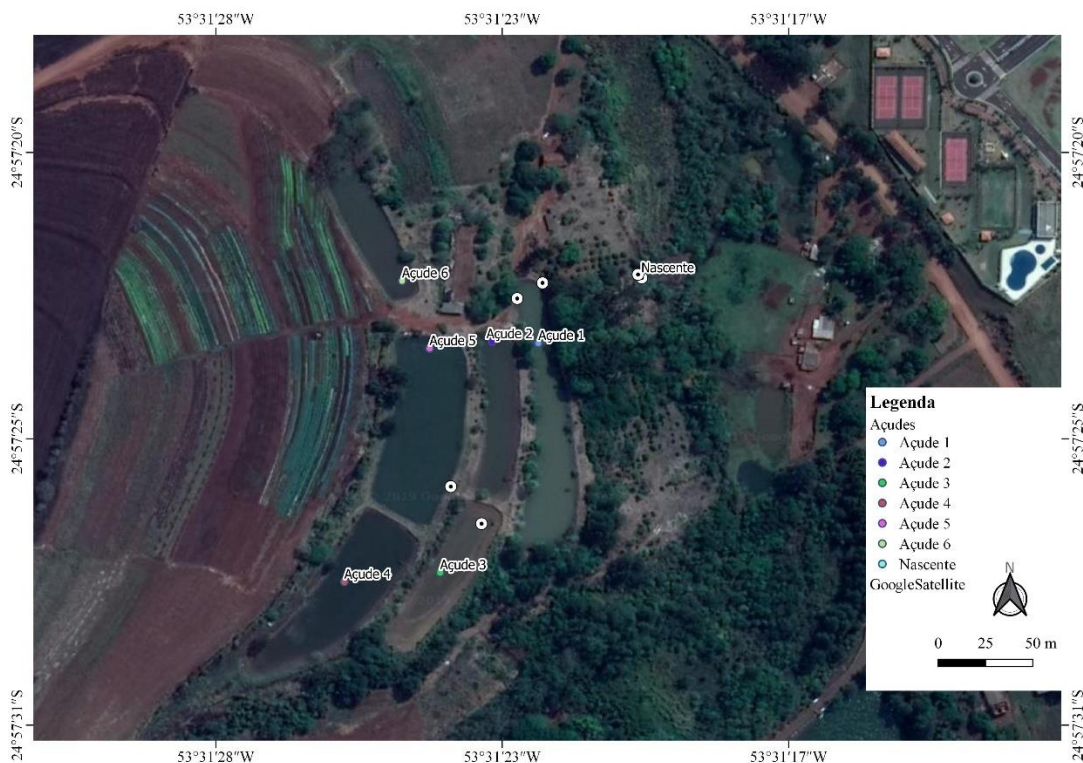 53°31'28"W 53°31'23"W 53°31'17"W
24°57'20"S 24°57'20"S
Nascente
Açude 6
Açude 2 Açude 1
Açude 5
24°57'25"S 24°57'25"S
Açude 3
Açude 4
Legenda
Açudes
Açude 1
Açude 2
Açude 3
Açude 4
Açude 5
Açude 6
Nascente
GoogleSatellite
N
0 25 50 m
24°57'31"S 24°57'31"S
53°31'28"W 53°31'23"W 53°31'17"W